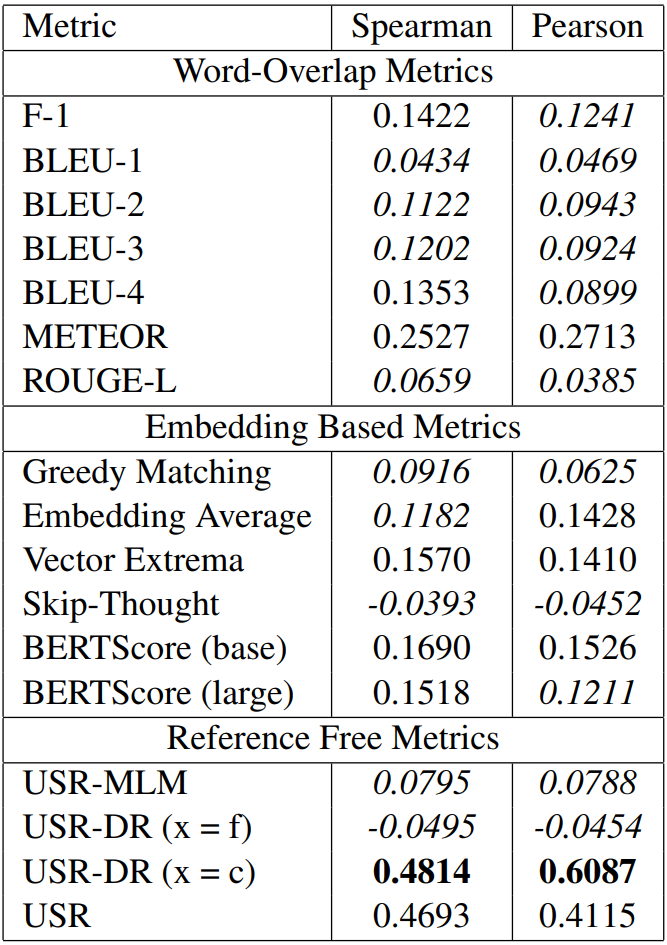 Metric Spearman Pearson
Word-Overlap Metrics
F-1 0.1422 0.1241
BLEU-1 0.0434 0.0469
BLEU-2 0.1122 0.0943
BLEU-3 0.1202 0.0924
BLEU-4 0.1353 0.0899
METEOR 0.2527 0.2713
ROUGE-L 0.0659 0.0385
Embedding Based Metrics
Greedy Matching 0.0916 0.0625
Embedding Average 0.1182 0.1428
Vector Extrema 0.1570 0.1410
Skip-Thought -0.0393 -0.0452
BERTScore (base) 0.1690 0.1526
BERTScore (large) 0.1518 0.1211
Reference Free Metrics
USR-MLM 0.0795 0.0788
USR-DR (x = f) -0.0495 -0.0454
USR-DR (x = c) 0.4814 0.6087
USR 0.4693 0.4115